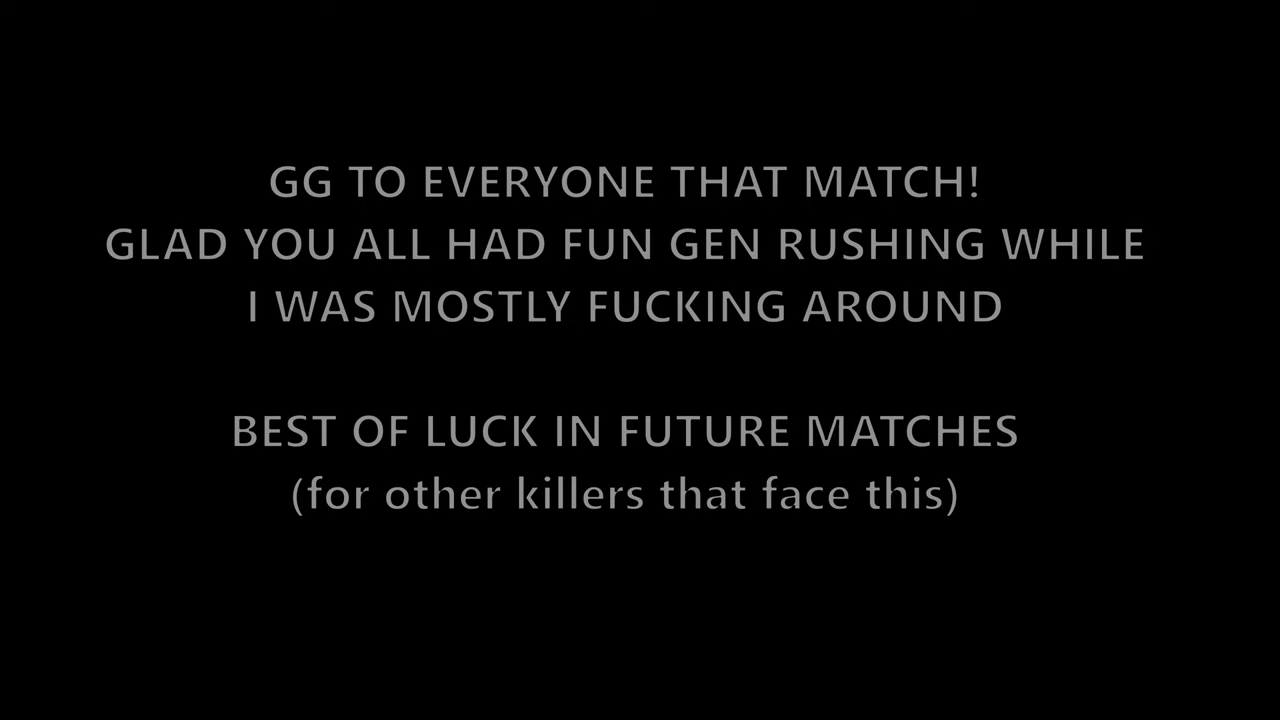 GG TO EVERYONE THAT MATCH!
GLAD YOU ALL HAD FUN GEN RUSHING WHILE
I WAS MOSTLY FUCKING AROUND
BEST OF LUCK IN FUTURE MATCHES
(for other killers that face this)